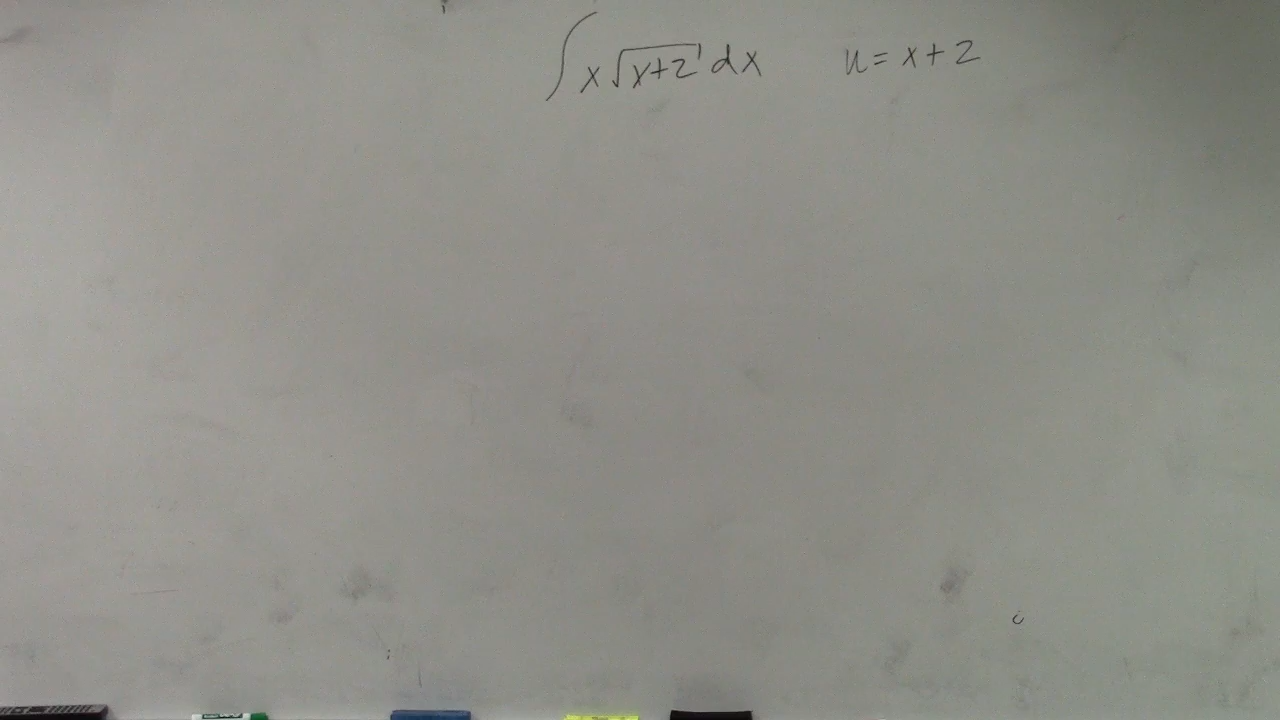 ∫ x √(x+2) dx    u = x + 2